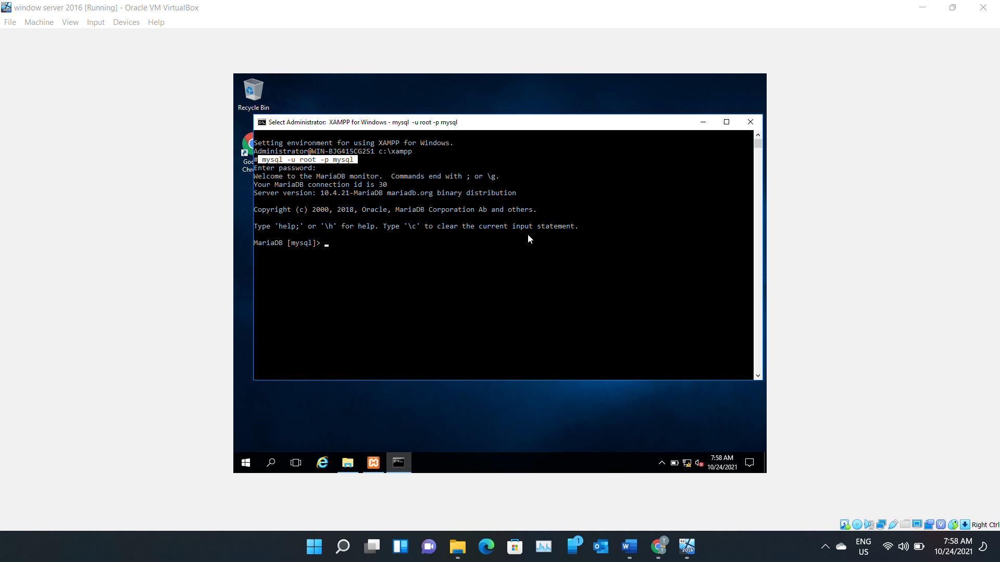 window server 2016 [Running] - Oracle VM VirtualBox
File Machine View Input Devices Help
Recycle Bin
Select Administrator: XAMPP for Windows - mysql -u root -p mysql
Setting environment for using XAMPP for Windows.
Administrator@WIN-BJG415CG2S1 c:\xampp
# mysql -u root -p mysql
Enter password:
Welcome to the MariaDB monitor. Commands end with ; or \g.
Your MariaDB connection id is 30
Server version: 10.4.21-MariaDB mariadb.org binary distribution
Copyright (c) 2000, 2018, Oracle, MariaDB Corporation Ab and others.
Type 'help;' or '\h' for help. Type '\c' to clear the current input statement.
MariaDB [mysql]>
Goo
Chr
7:58 AM
10/24/2021
Right Ctrl
1
64
2016
ENG
US
7:58 AM
10/24/2021